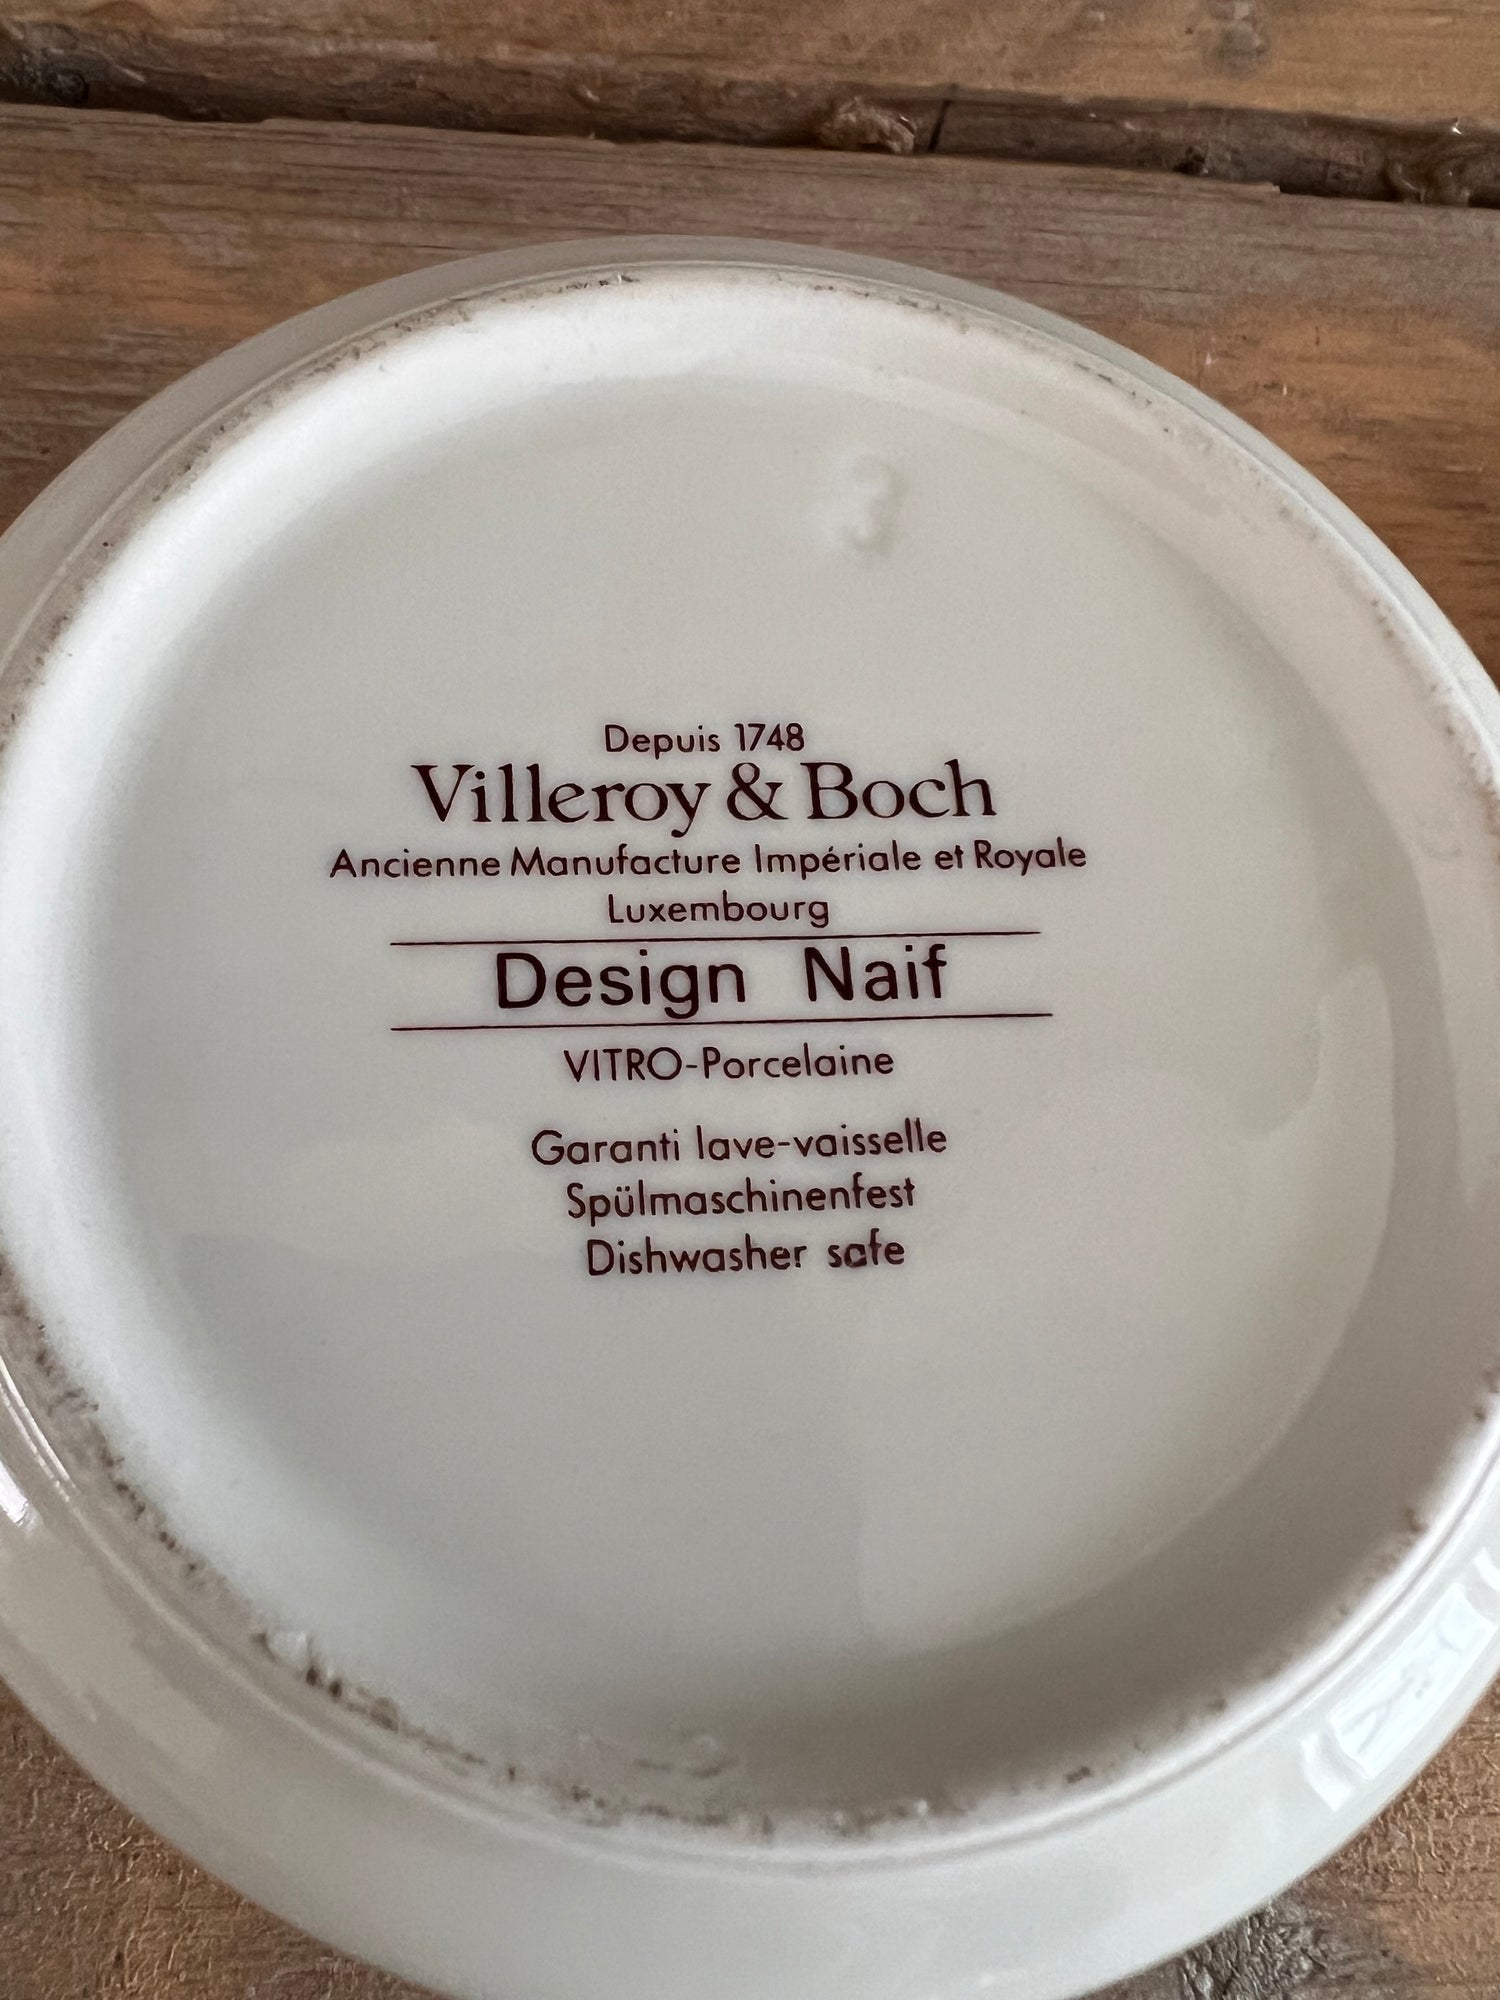 3
Depuis 1748
Villeroy & Boch
Ancienne Manufacture Impériale et Royale
Luxembourg
Design Naif
VITRO-Porcelaine
Garanti lave-vaisselle
Spülmaschinenfest
Dishwasher safe